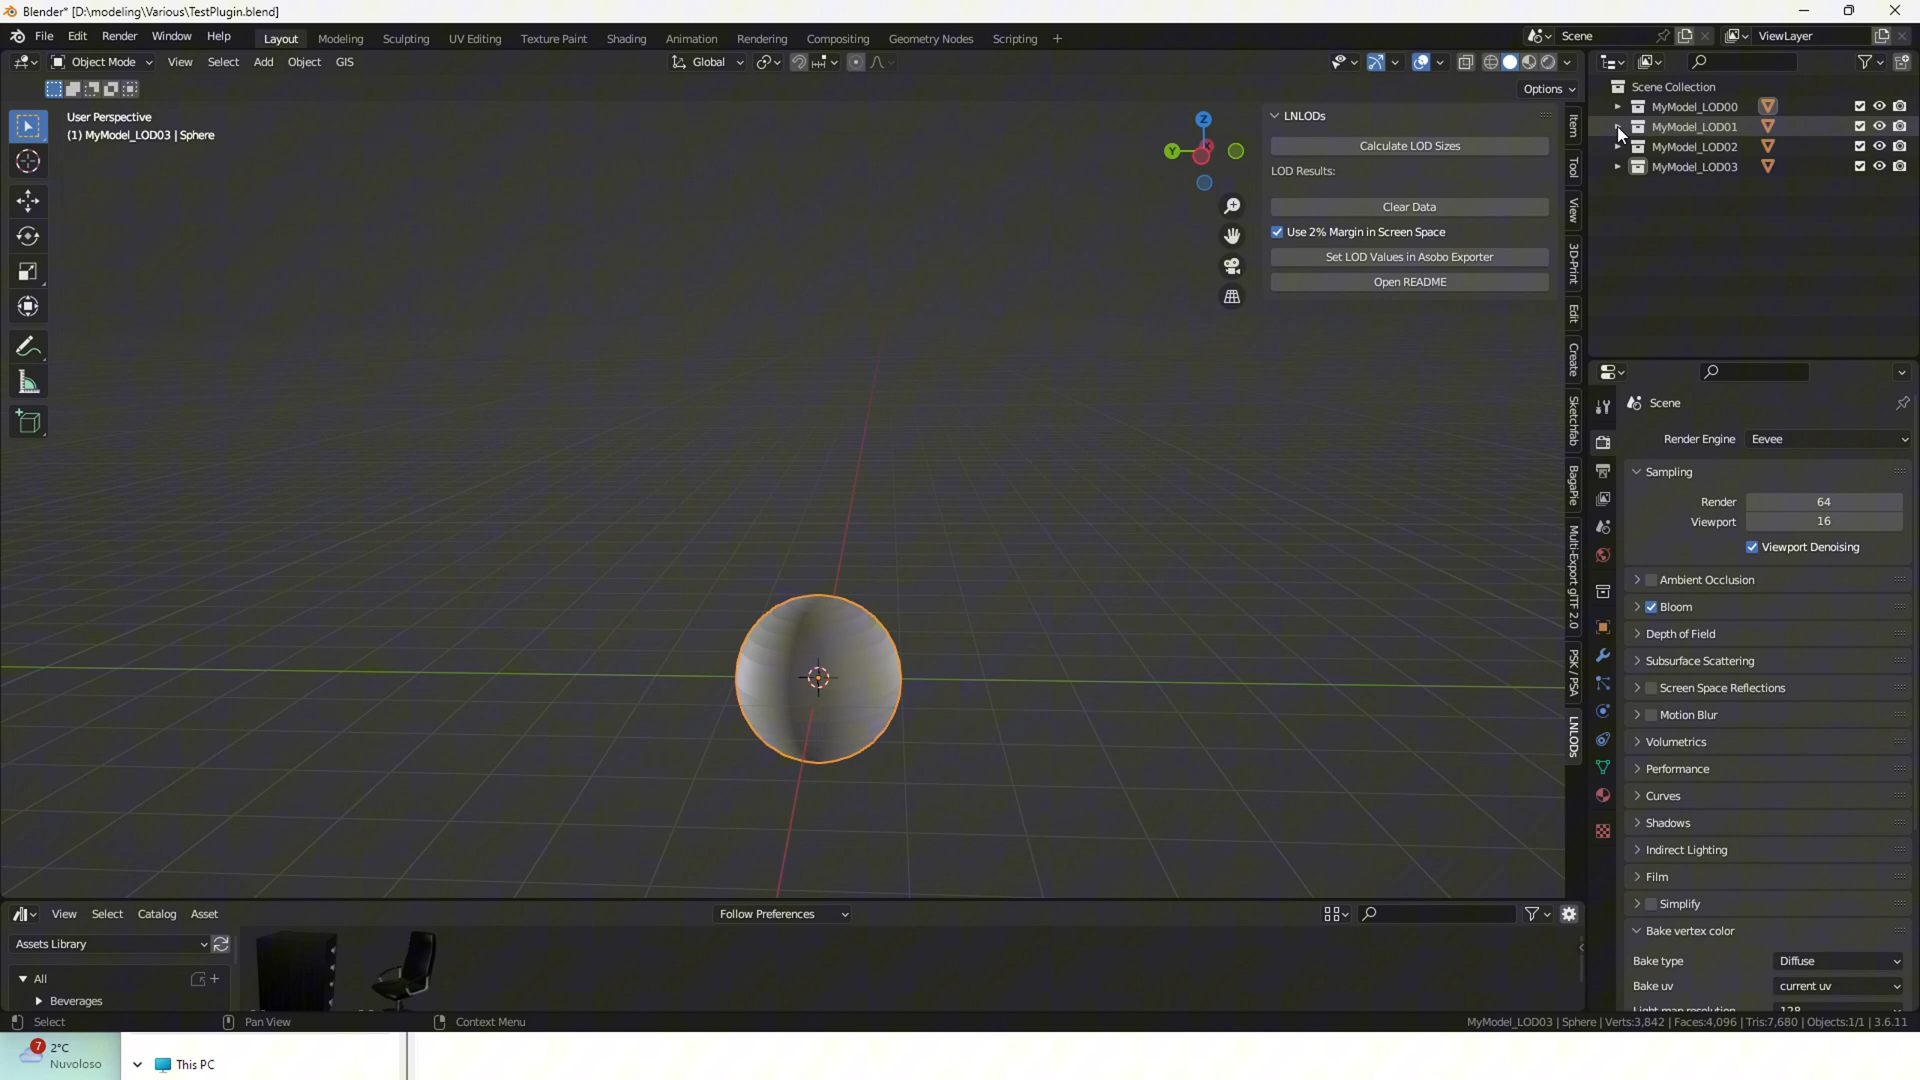 Blender* [D:\modeling\Various\TestPlugin.blend]
File Edit Render Window Help
Layout Modeling Sculpting UV Editing Texture Paint Shading Animation Rendering Compositing Geometry Nodes Scripting +
Scene
ViewLayer
Object Mode View Select Add Object GIS
Global
Options
User Perspective
(1) MyModel_LOD03 | Sphere
Z
Y
LNLODs
Calculate LOD Sizes
LOD Results:
Clear Data
Use 2% Margin in Screen Space
Set LOD Values in Asobo Exporter
Open README
Item
Tool
View
3D-Print
Edit
Create
Sketchfab
BagaPie
Multi-Export glTF 2.0
PSK / PSA
LNLODs
Scene Collection
MyModel_LOD00
MyModel_LOD01
MyModel_LOD02
MyModel_LOD03
Scene
Render Engine Eevee
Sampling
Render 64
Viewport 16
Viewport Denoising
Ambient Occlusion
Bloom
Depth of Field
Subsurface Scattering
Screen Space Reflections
Motion Blur
Volumetrics
Performance
Curves
Shadows
Indirect Lighting
Film
Simplify
Bake vertex color
Bake type Diffuse
Bake uv current uv
Light map resolution 128
View Select Catalog Asset
Follow Preferences
Assets Library
All
Beverages
Select
Pan View
Context Menu
MyModel_LOD03 | Sphere | Verts:3,842 | Faces:4,096 | Tris:7,680 | Objects:1/1 | 3.6.11
7
2°C
Nuvoloso
This PC